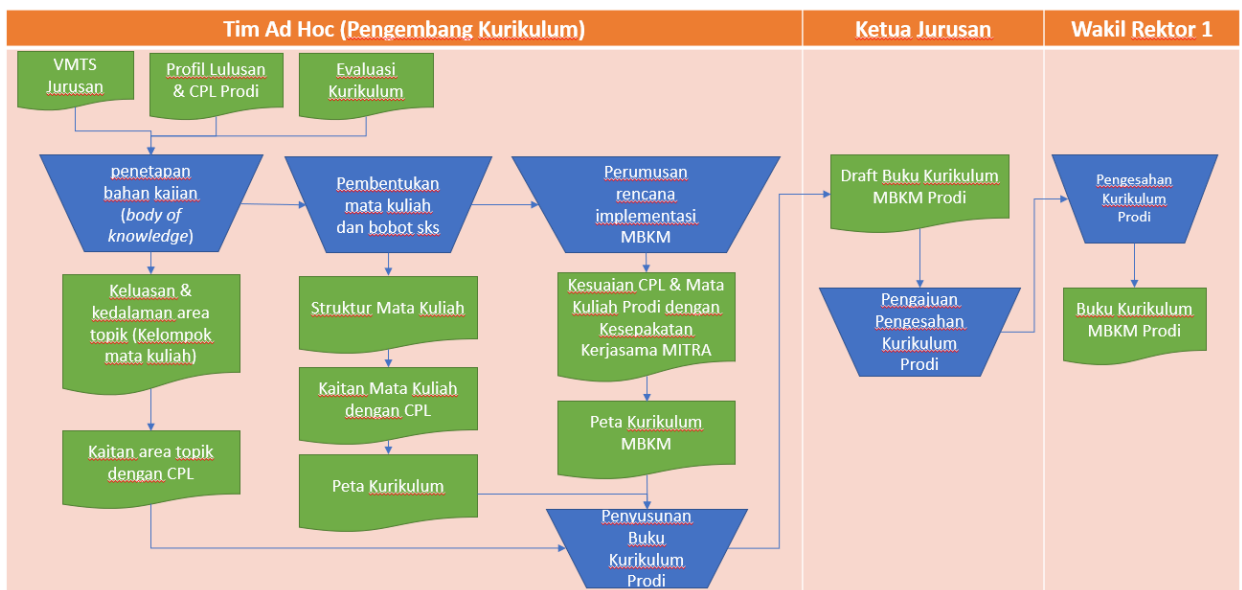 Tim Ad Hoc (Pengembang Kurikulum)
Ketua Jurusan
Wakil Rektor 1
VMTS
Jurusan
Profil Lulusan
& CPL Prodi
Evaluasi
Kurikulum
penetapan
bahan kajian
(body of
knowledge)
Pembentukan
mata kuliah
dan bobot sks
Perumusan
rencana
implementasi
MBKM
Draft Buku Kurikulum
MBKM Prodi
Pengesahan
Kurikulum
Prodi
Keluasan &
kedalaman area
topik (Kelompok
mata kuliah)
Struktur Mata Kuliah
Kesuaian CPL & Mata
Kuliah Prodi dengan
Kesepakatan
Kerjasama MITRA
Pengajuan
Pengesahan
Kurikulum
Prodi
Buku Kurikulum
MBKM Prodi
Kaitan Mata Kuliah
dengan CPL
Peta Kurikulum
MBKM
Kaitan area topik
dengan CPL
Peta Kurikulum
Penyusunan
Buku
Kurikulum
Prodi